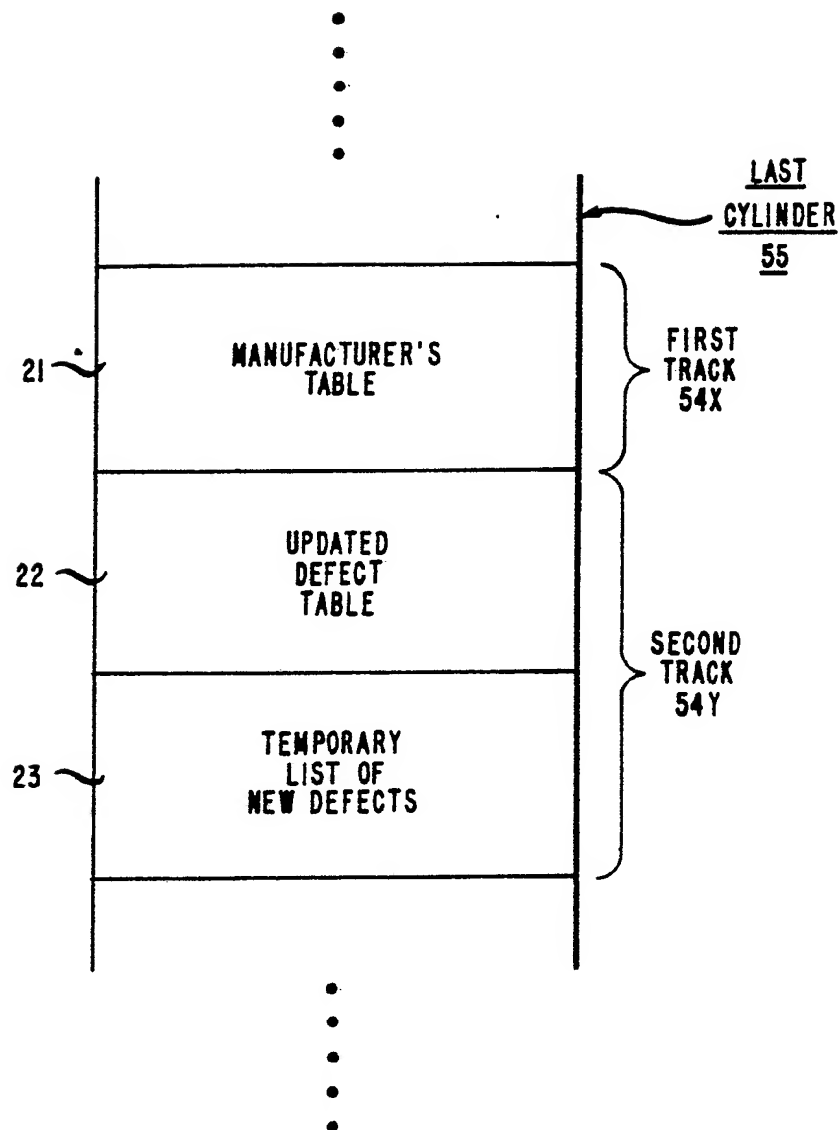 LAST
CYLINDER
55
21
MANUFACTURER'S
TABLE
FIRST
TRACK
54X
22
UPDATED
DEFECT
TABLE
SECOND
TRACK
54Y
23
TEMPORARY
LIST OF
NEW DEFECTS